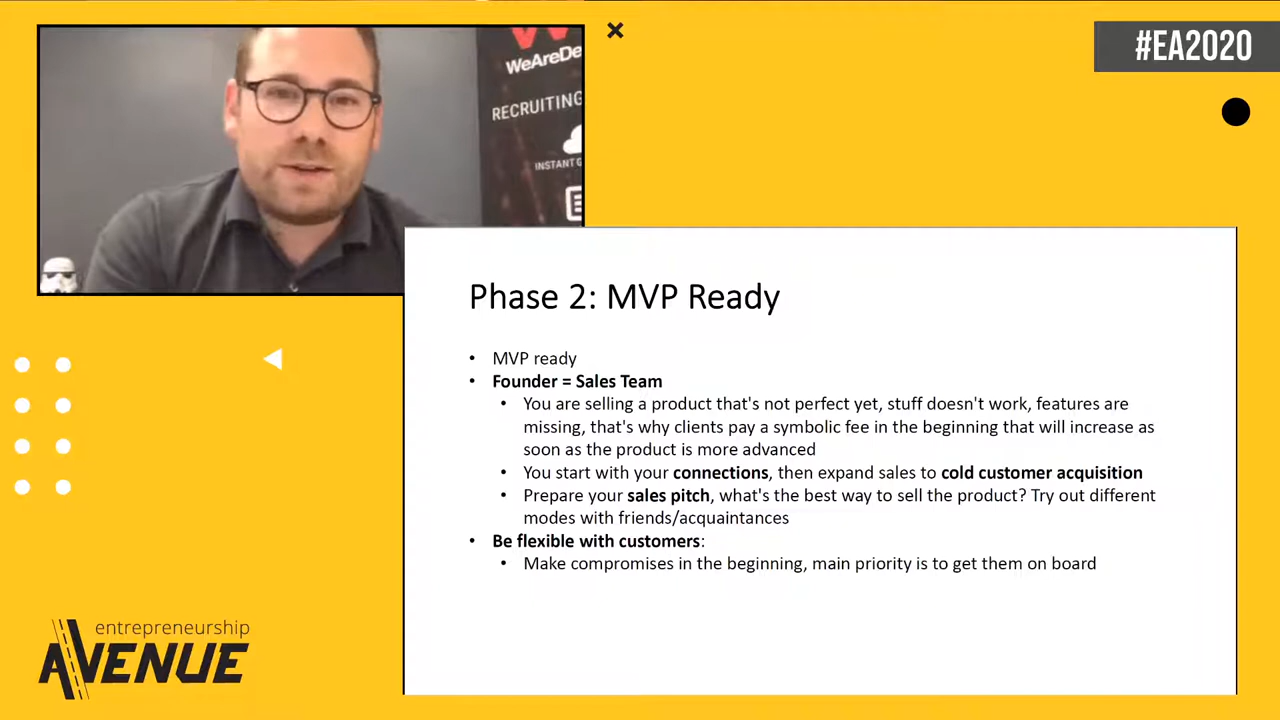 #EA2020
WeAreDe
RECRUITING
INSTANT
Phase 2: MVP Ready
• MVP ready
• Founder = Sales Team
• You are selling a product that's not perfect yet, stuff doesn't work, features are
missing, that's why clients pay a symbolic fee in the beginning that will increase as
soon as the product is more advanced
• You start with your connections, then expand sales to cold customer acquisition
• Prepare your sales pitch, what's the best way to sell the product? Try out different
modes with friends/acquaintances
• Be flexible with customers:
• Make compromises in the beginning, main priority is to get them on board
entrepreneurship
AVENUE